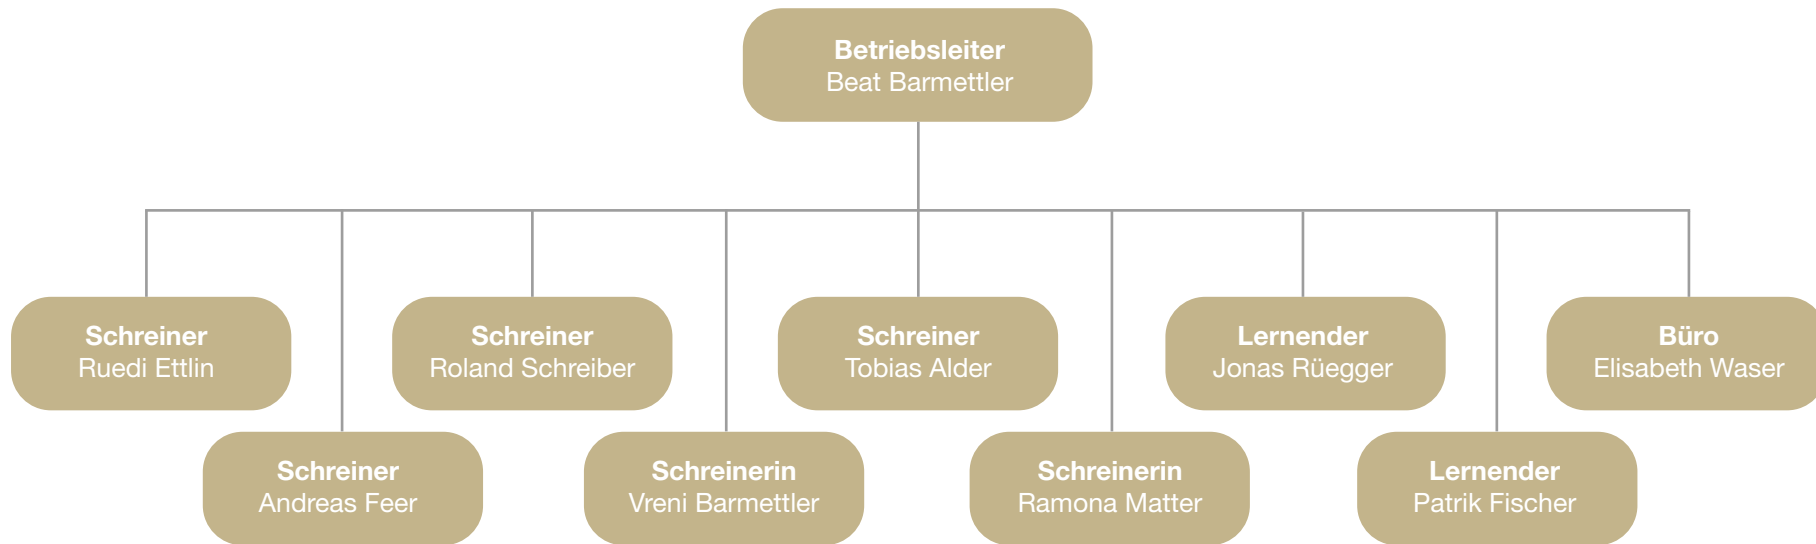 Betriebsleiter
Beat Barmettler
Schreiner
Ruedi Ettlin
Schreiner
Roland Schreiber
Schreiner
Tobias Alder
Lernender
Jonas Rüegger
Büro
Elisabeth Waser
Schreiner
Andreas Feer
Schreinerin
Vreni Barmettler
Schreinerin
Ramona Matter
Lernender
Patrik Fischer